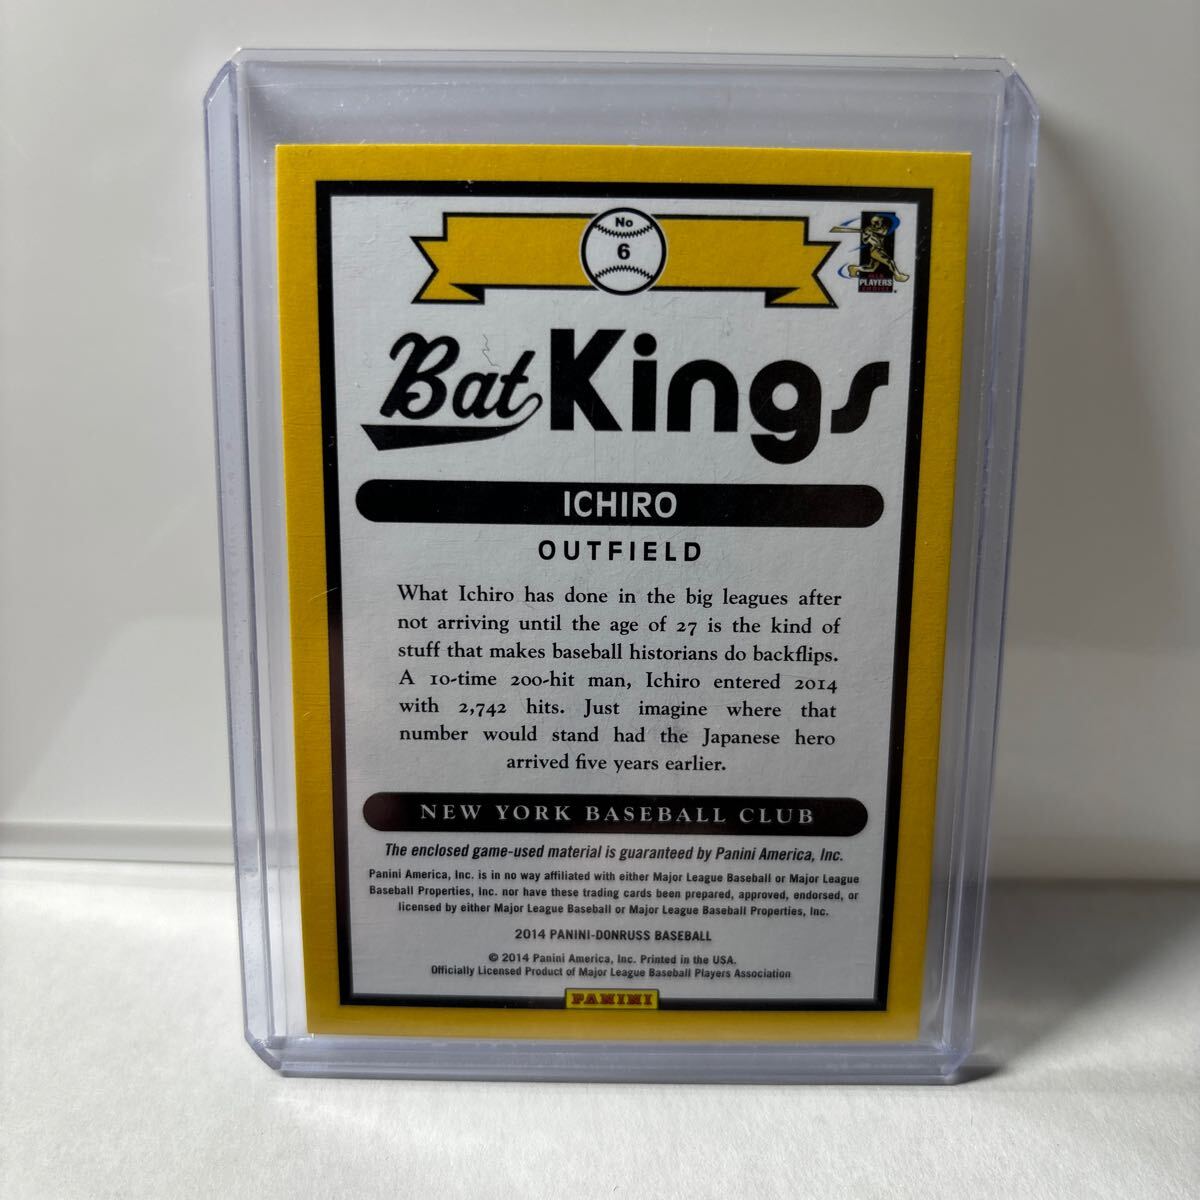 No
6
MLB
PLAYERS
CHOICE
Bat Kings
ICHIRO
OUTFIELD
What Ichiro has done in the big leagues after
not arriving until the age of 27 is the kind of
stuff that makes baseball historians do backflips.
A 10-time 200-hit man, Ichiro entered 2014
with 2,742 hits. Just imagine where that
number would stand had the Japanese hero
arrived five years earlier.
NEW YORK BASEBALL CLUB
The enclosed game-used material is guaranteed by Panini America, Inc.
Panini America, Inc. is in no way affiliated with either Major League Baseball or Major League
Baseball Properties, Inc. nor have these trading cards been prepared, approved, endorsed, or
licensed by either Major League Baseball or Major League Baseball Properties, Inc.
2014 PANINI-DONRUSS BASEBALL
© 2014 Panini America, Inc. Printed in the USA.
Officially Licensed Product of Major League Baseball Players Association
PANINI